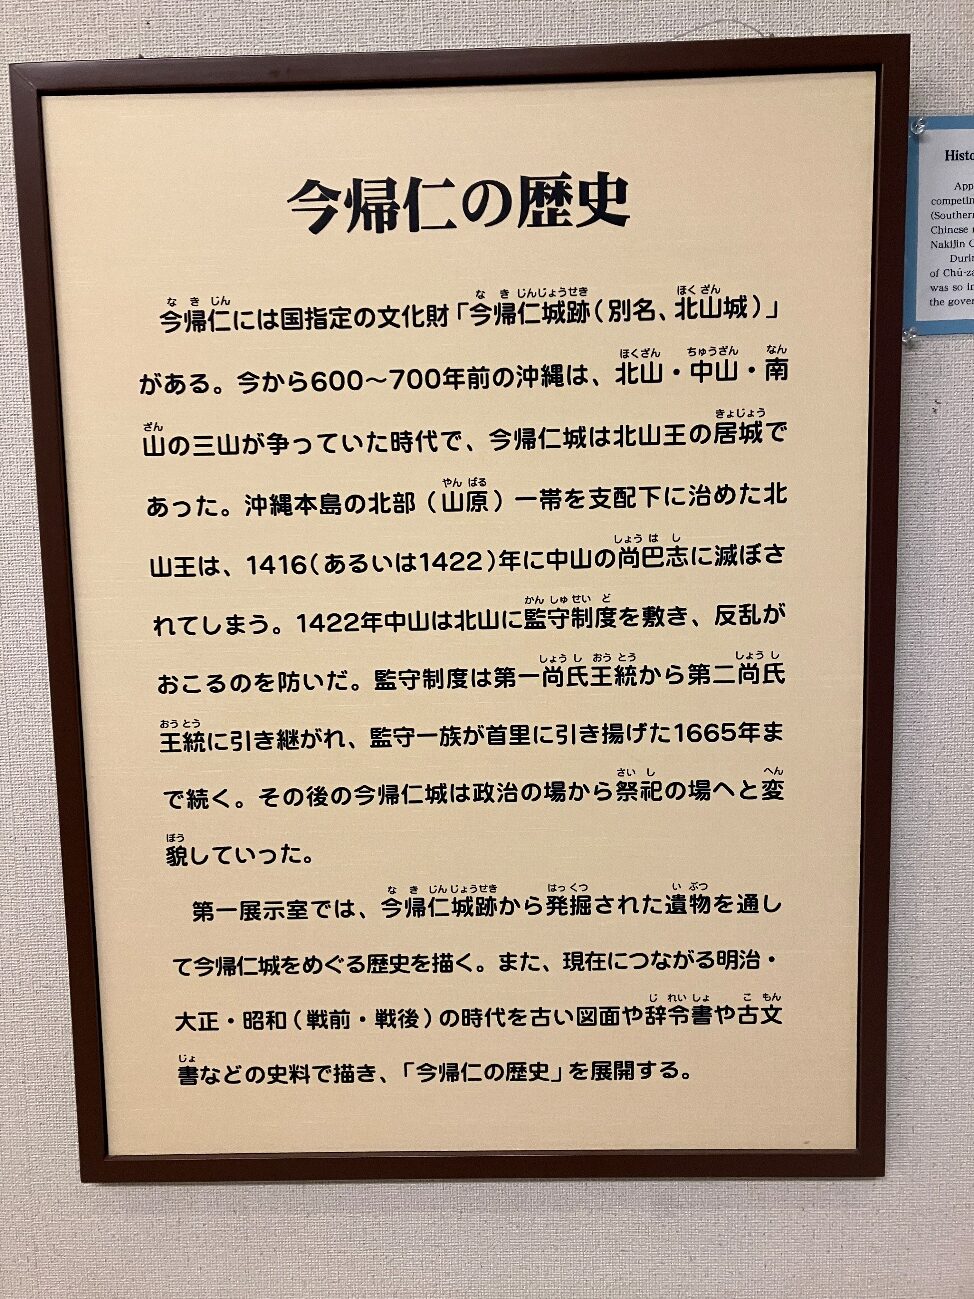 今帰仁の歴史
今帰仁には国指定の文化財「今帰仁城跡(別名、北山城)」
がある。今から600～700年前の沖縄は、北山・中山・南
山の三山が争っていた時代で、今帰仁城は北山王の居城で
あった。沖縄本島の北部(山原)一帯を支配下に治めた北
山王は、1416(あるいは1422)年に中山の尚巴志に滅ぼさ
れてしまう。1422年中山は北山に監守制度を敷き、反乱が
おこるのを防いだ。監守制度は第一尚氏王統から第二尚氏
王統に引き継がれ、監守一族が首里に引き揚げた1665年ま
で続く。その後の今帰仁城は政治の場から祭祀の場へと変
貌していった。
第一展示室では、今帰仁城跡から発掘された遺物を通し
て今帰仁城をめぐる歴史を描く。また、現在につながる明治・
大正・昭和(戦前・戦後)の時代を古い図面や辞令書や古文
書などの史料で描き、「今帰仁の歴史」を展開する。
Histo
App
competin
(Southern
Chinese
Nakijin C
Durin
of Chū-za
was so in
the gover